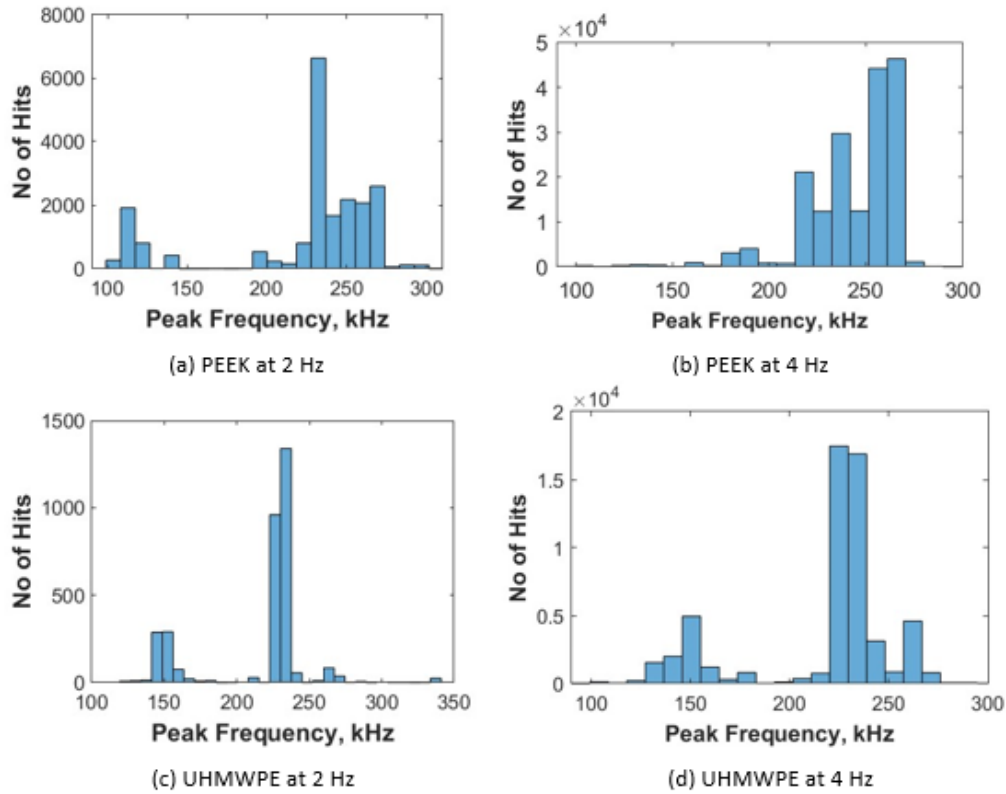 8000
6000
4000
2000
0
No of Hits
100 150 200 250 300
Peak Frequency, kHz
(a) PEEK at 2 Hz
×10⁴
5
4
3
2
1
0
No of Hits
100 150 200 250 300
Peak Frequency, kHz
(b) PEEK at 4 Hz
1500
1000
500
0
No of Hits
100 150 200 250 300 350
Peak Frequency, kHz
(c) UHMWPE at 2 Hz
×10⁴
2
1.5
1
0.5
0
No of Hits
100 150 200 250 300
Peak Frequency, kHz
(d) UHMWPE at 4 Hz